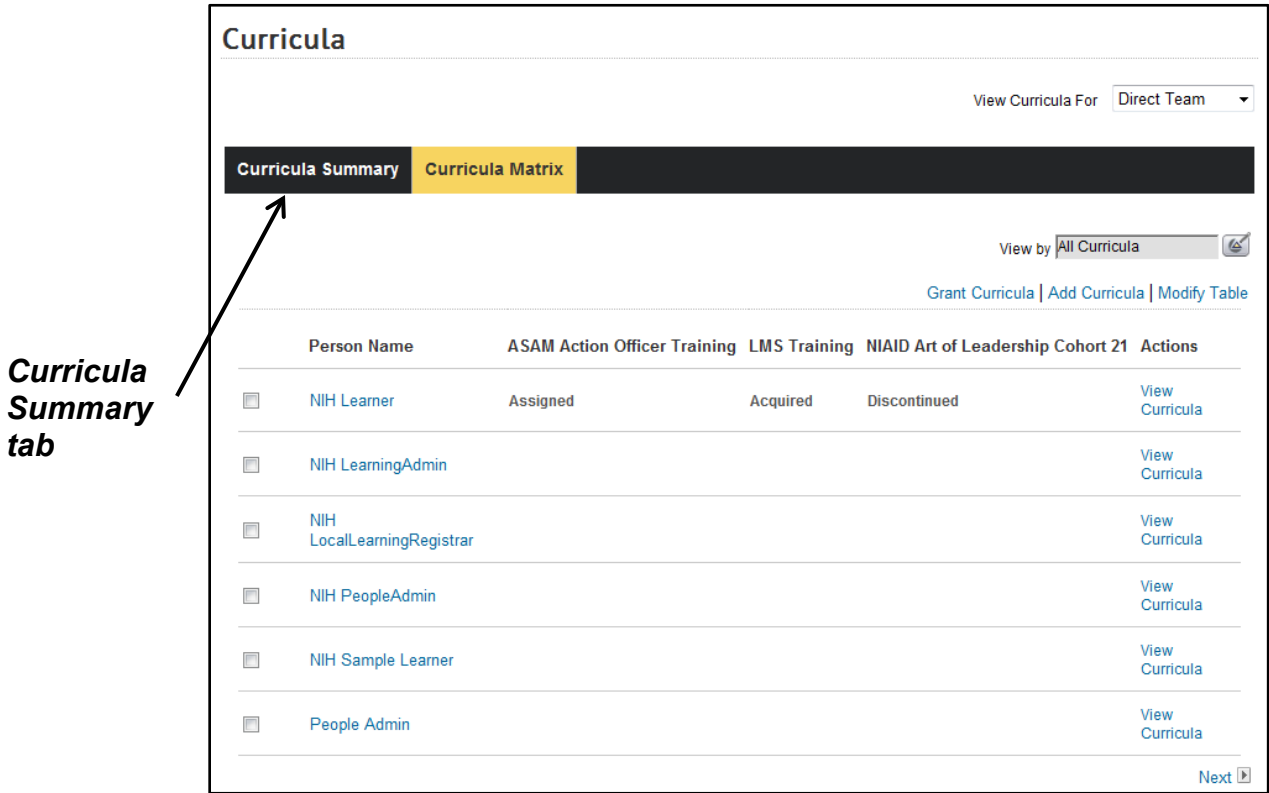 Curricula
View Curricula For Direct Team
Curricula Summary Curricula Matrix
View by All Curricula
Grant Curricula | Add Curricula | Modify Table
Person Name ASAM Action Officer Training LMS Training NIAID Art of Leadership Cohort 21 Actions
NIH Learner Assigned Acquired Discontinued View
Curricula
NIH LearningAdmin View
Curricula
NIH View
LocalLearningRegistrar Curricula
NIH PeopleAdmin View
Curricula
NIH Sample Learner View
Curricula
People Admin View
Curricula
Next
Curricula
Summary
tab